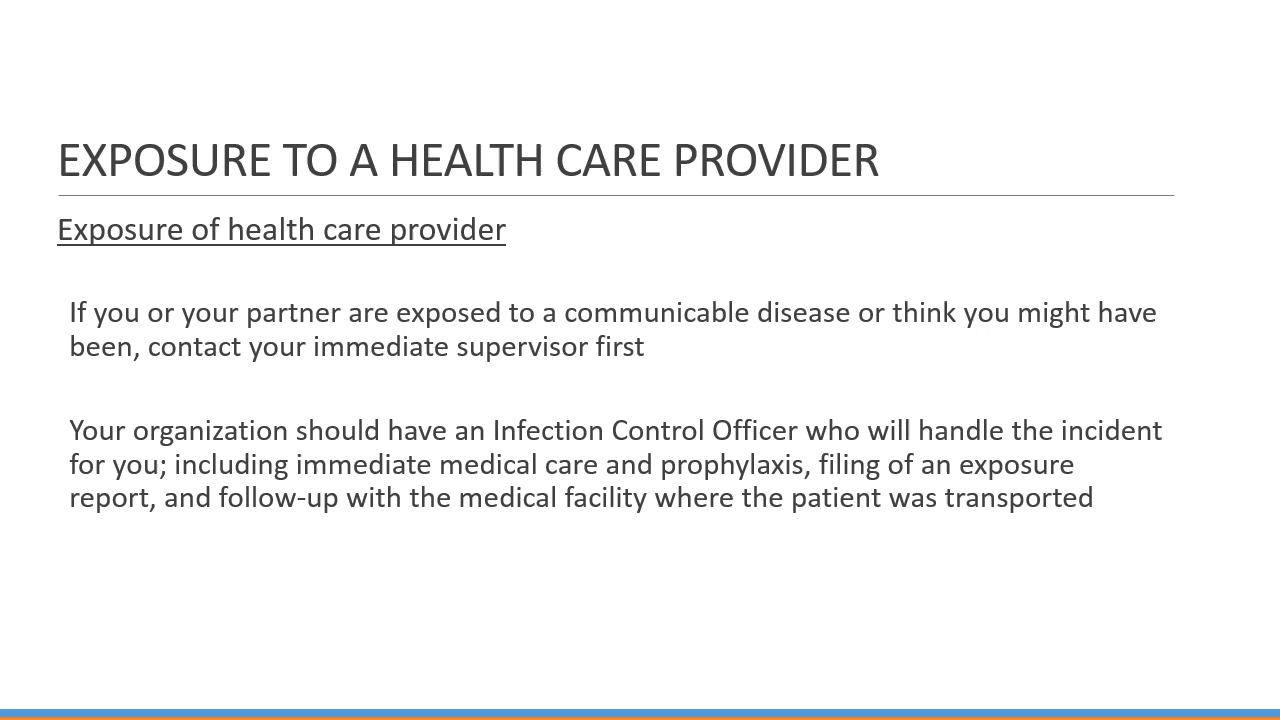 EXPOSURE TO A HEALTH CARE PROVIDER
Exposure of health care provider
If you or your partner are exposed to a communicable disease or think you might have
been, contact your immediate supervisor first
Your organization should have an Infection Control Officer who will handle the incident
for you; including immediate medical care and prophylaxis, filing of an exposure
report, and follow-up with the medical facility where the patient was transported